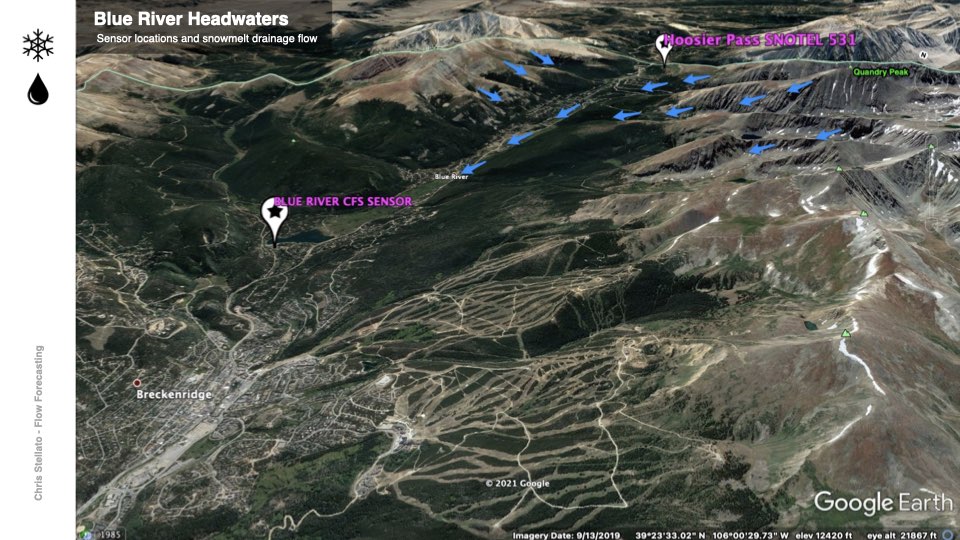 Blue River Headwaters
Sensor locations and snowmelt drainage flow
Hoosier Pass SNOTEL 531
N
Quandry Peak
Blue River
BLUE RIVER CFS SENSOR
Breckenridge
Chris Stellato - Flow Forecasting
© 2021 Google
Google Earth
1985
Imagery Date: 9/13/2019 39°23'33.02" N 106°00'29.73" W elev 12420 ft eye alt 21867 ft